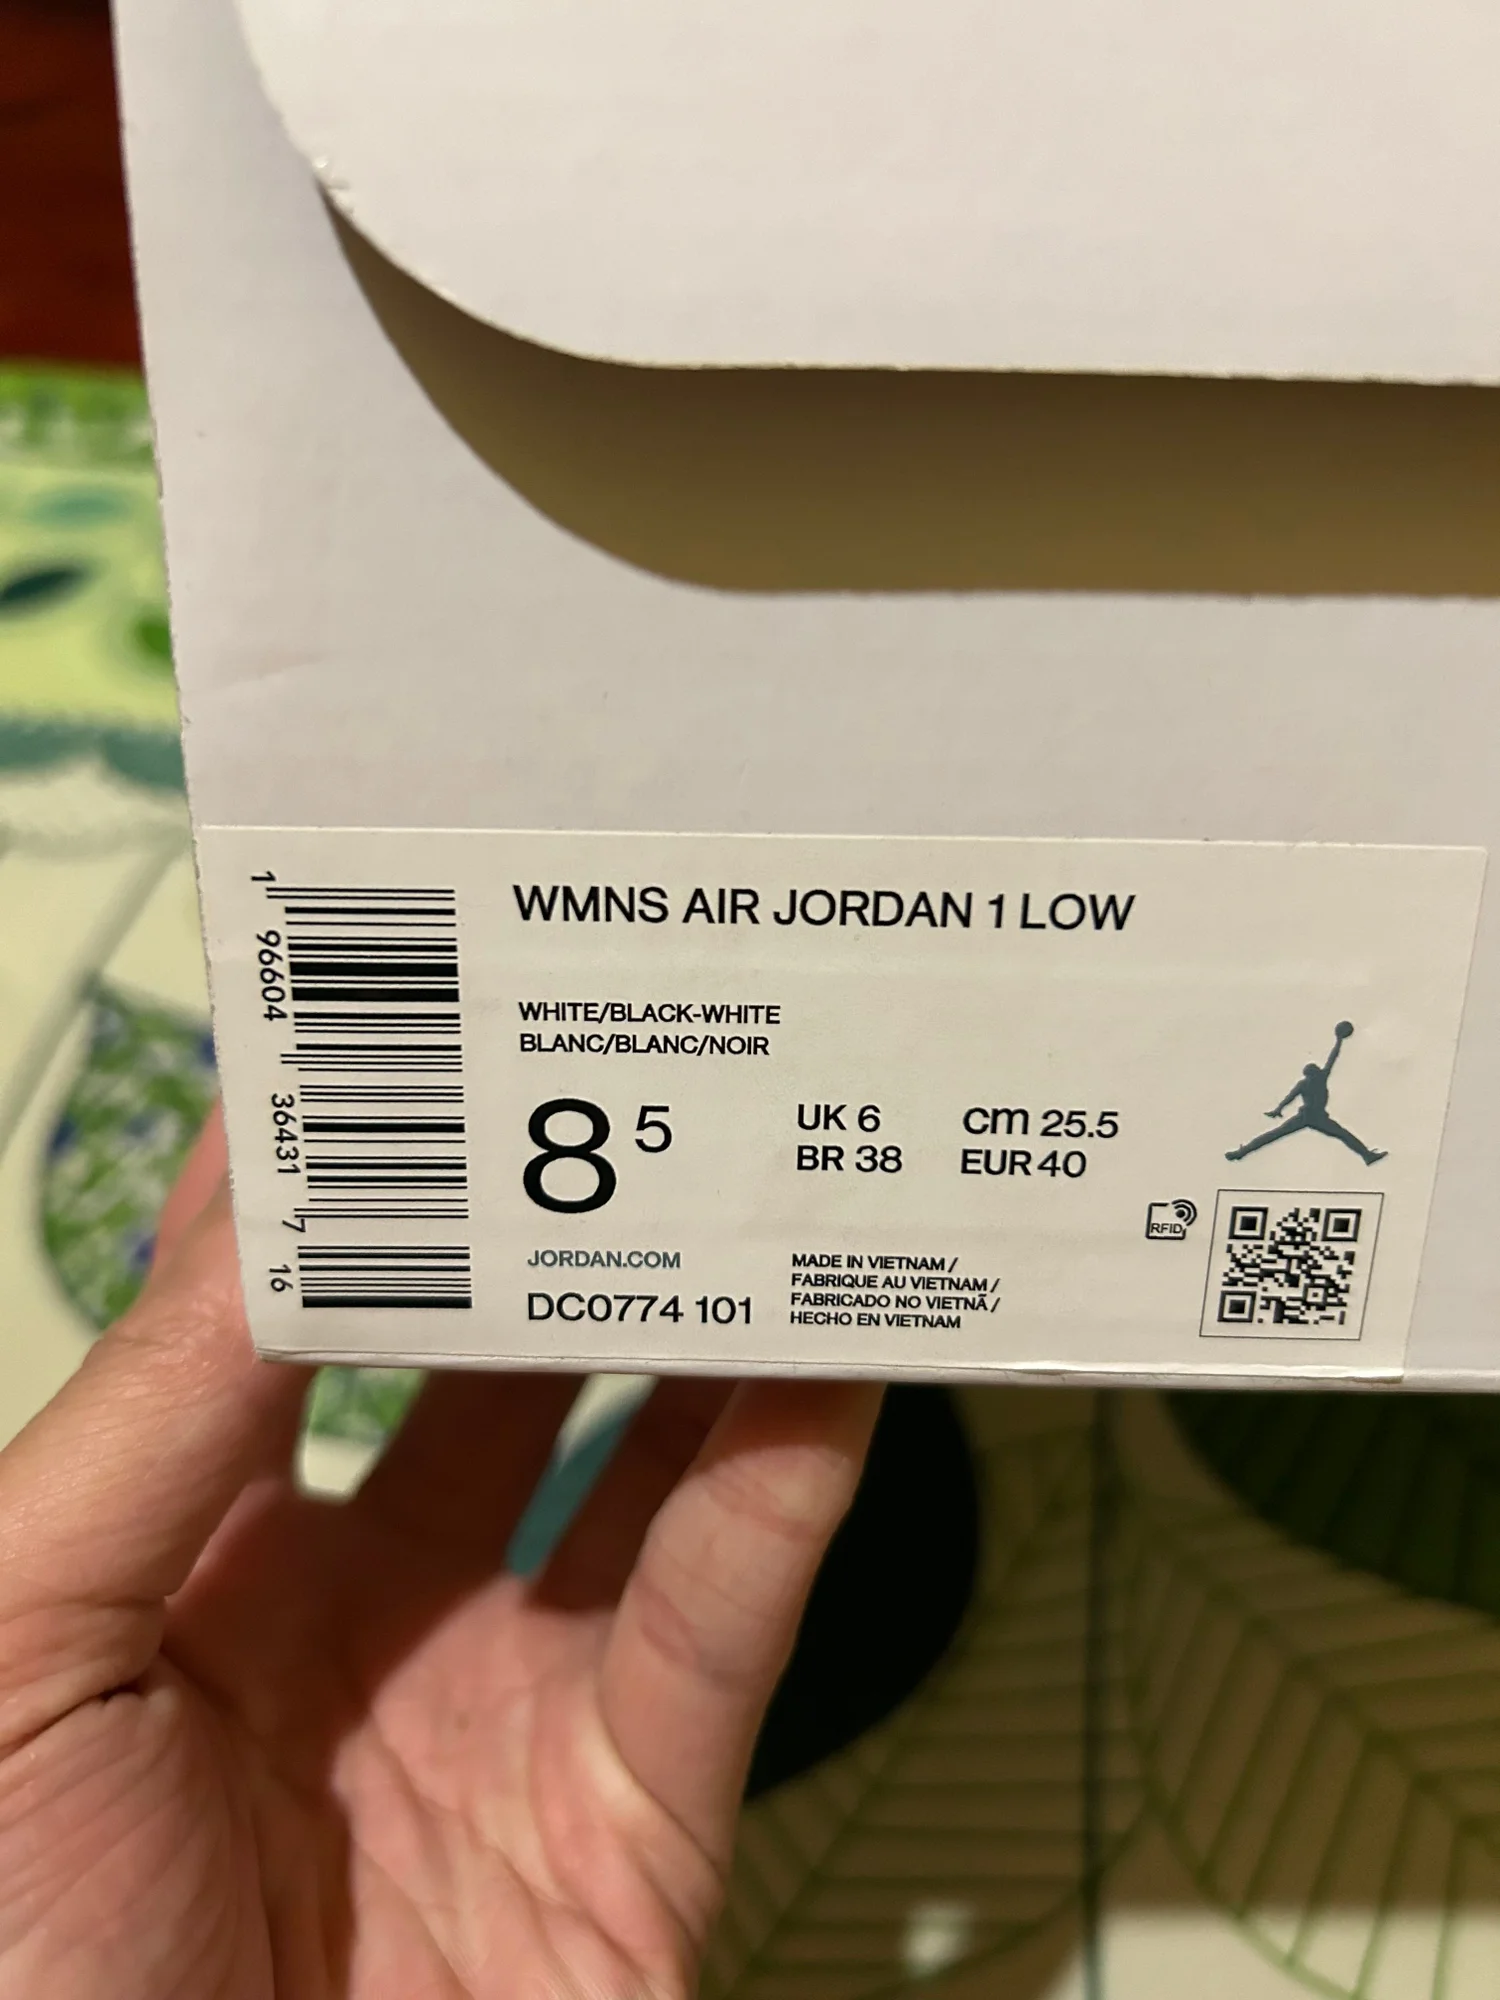 1
96604
36431
7
16
WMNS AIR JORDAN 1 LOW
WHITE/BLACK-WHITE
BLANC/BLANC/NOIR
8 5
UK 6
BR 38
cm 25.5
EUR 40
RFID
JORDAN.COM
DC0774 101
MADE IN VIETNAM /
FABRIQUE AU VIETNAM /
FABRICADO NO VIETNÃ /
HECHO EN VIETNAM